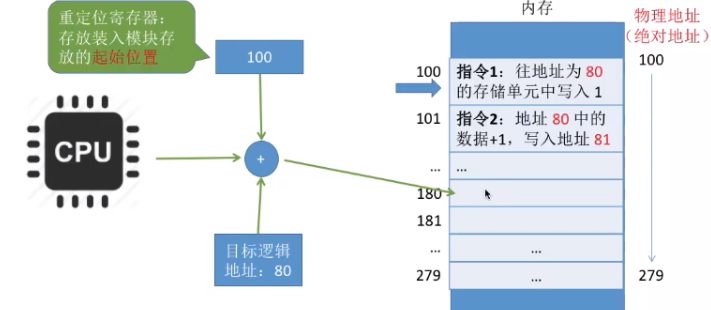 重定位寄存器：
存放装入模块存
放的起始位置
100
CPU
+
目标逻辑
地址：80
内存
物理地址
（绝对地址）
100
指令1：往地址为 80
的存储单元中写入 1
101
指令2：地址 80 中的
数据+1，写入地址 81
...
...
180
181
...
...
279
...
100
279